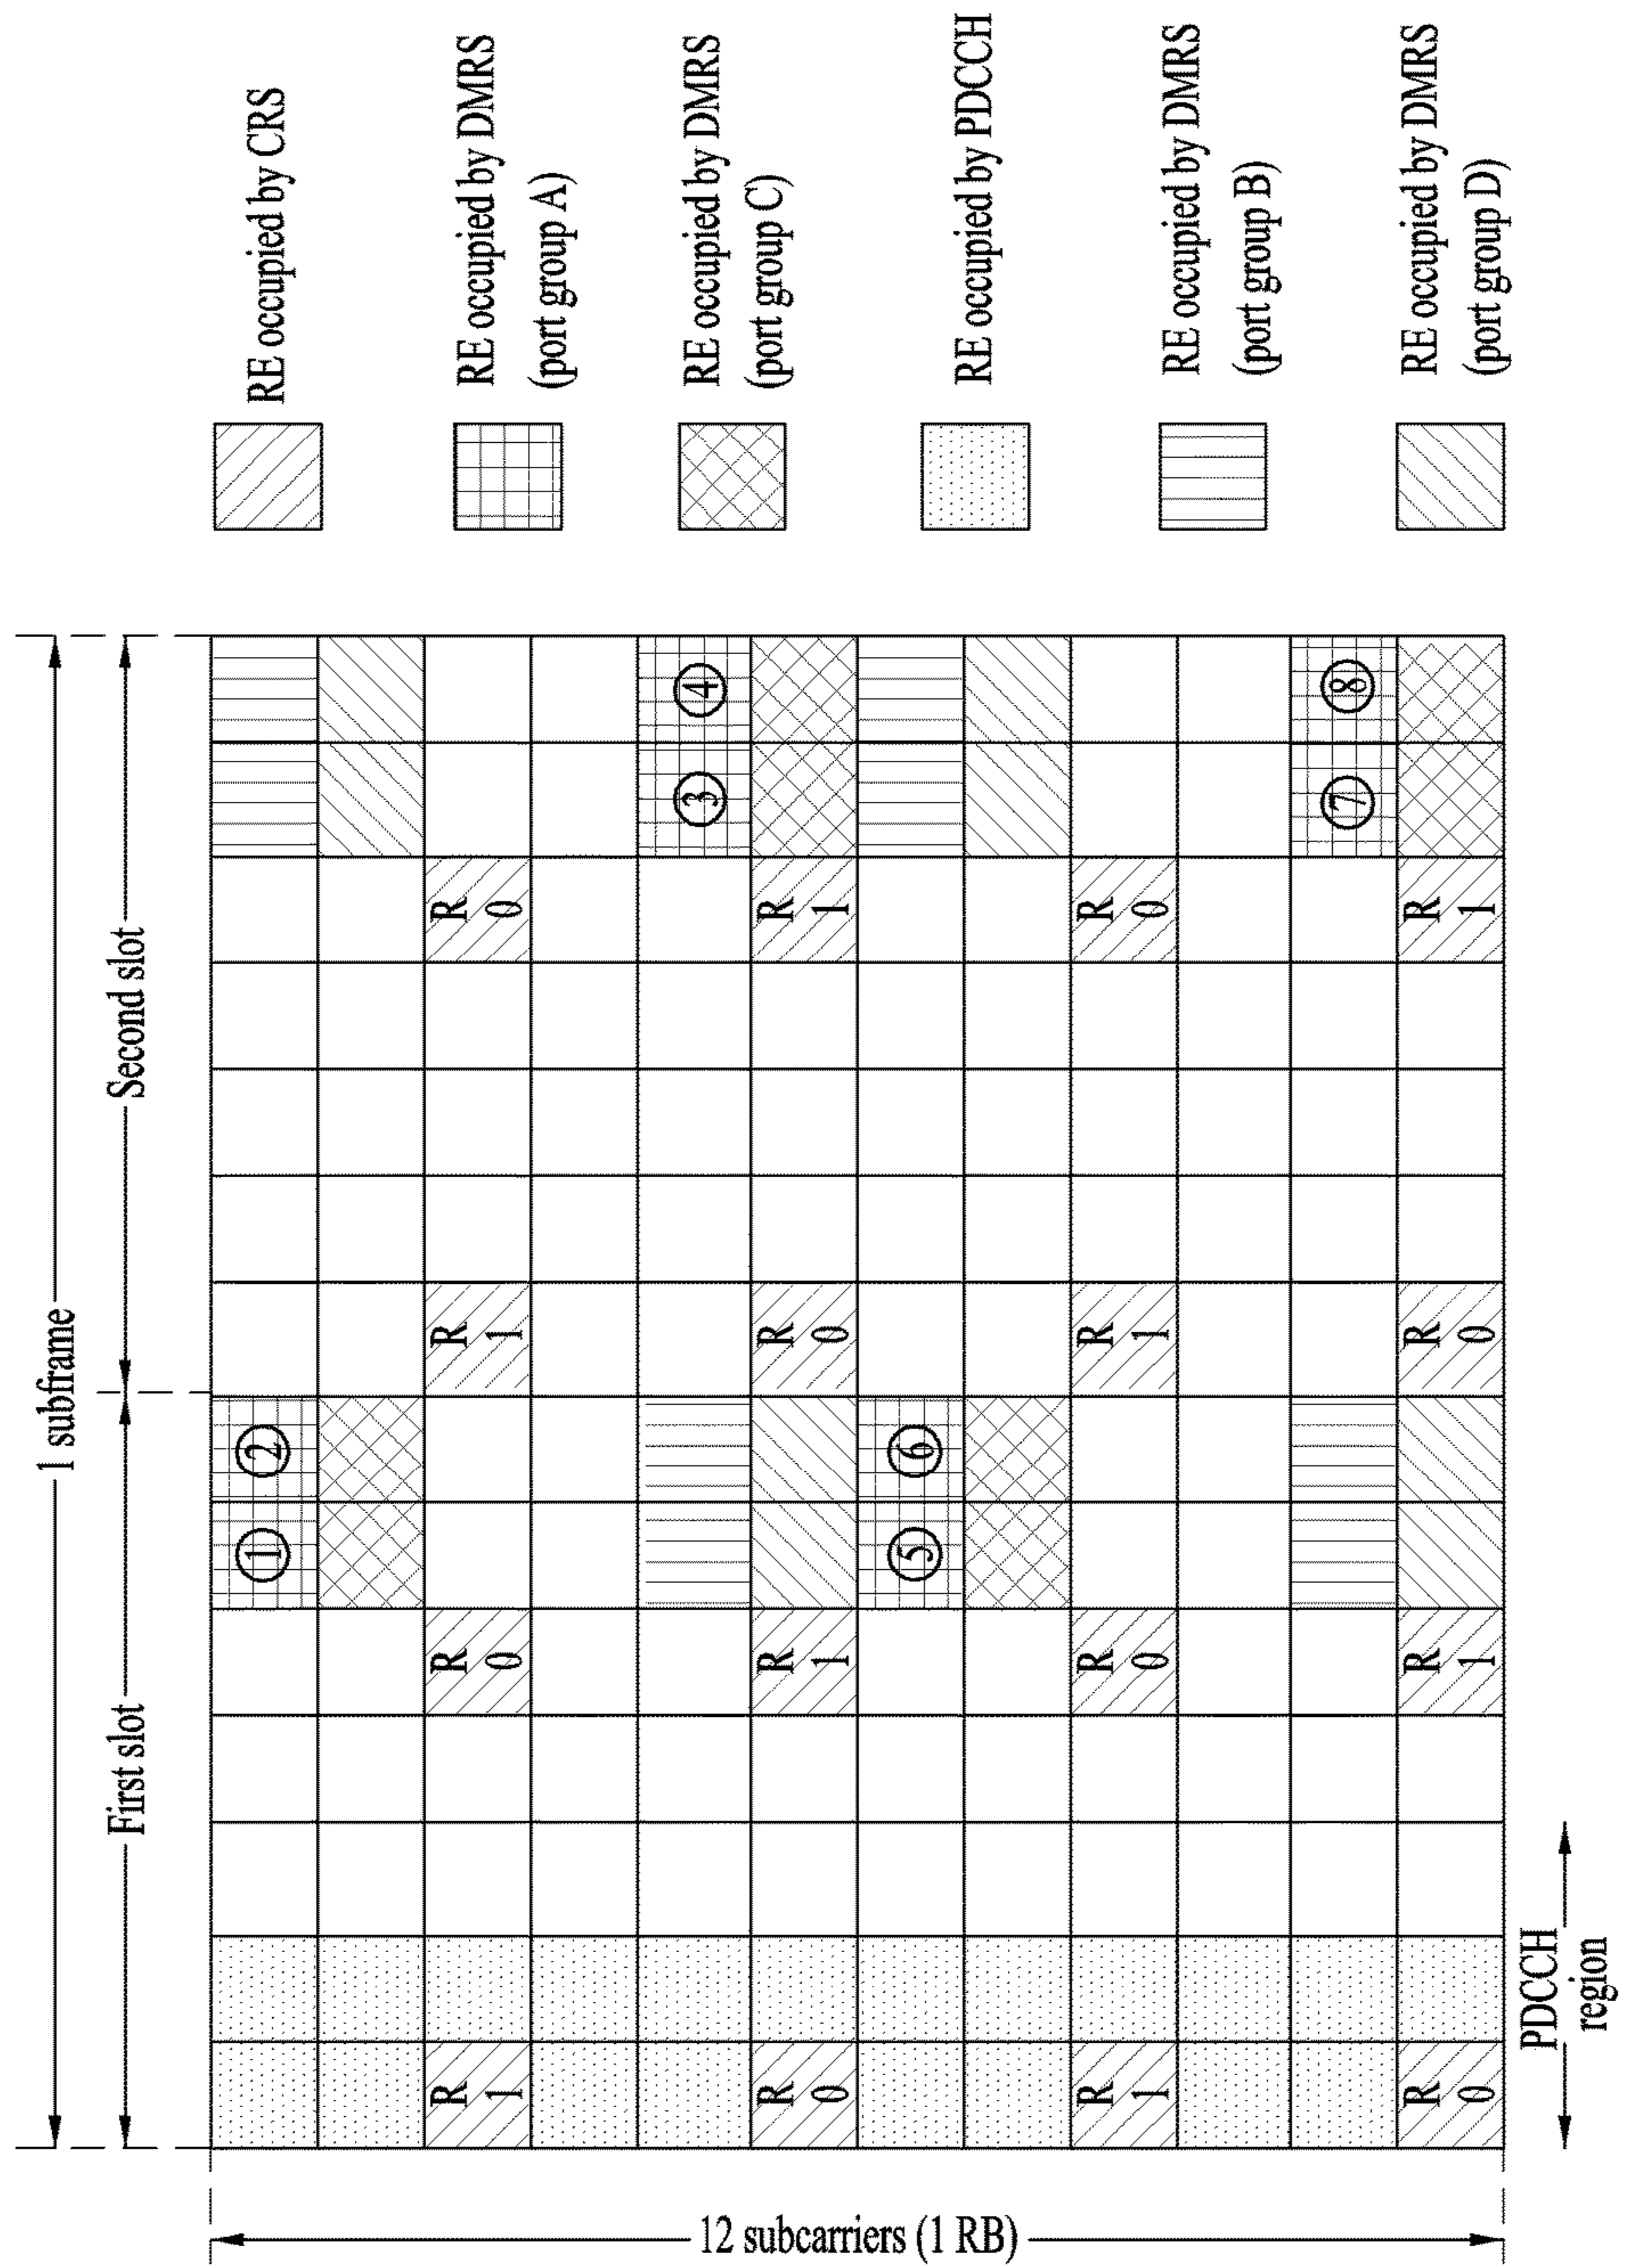 1 subframe
First slot
Second slot
12 subcarriers (1 RB)
① ②
R R R R
1 0 1 0
③ ④
R R R R
0 1 0 1
⑤ ⑥
R R R R
1 0 1 0
⑦ ⑧
R R R R
0 1 0 1
PDCCH
region
RE occupied by CRS
RE occupied by DMRS
(port group A)
RE occupied by DMRS
(port group C)
RE occupied by PDCCH
RE occupied by DMRS
(port group B)
RE occupied by DMRS
(port group D)